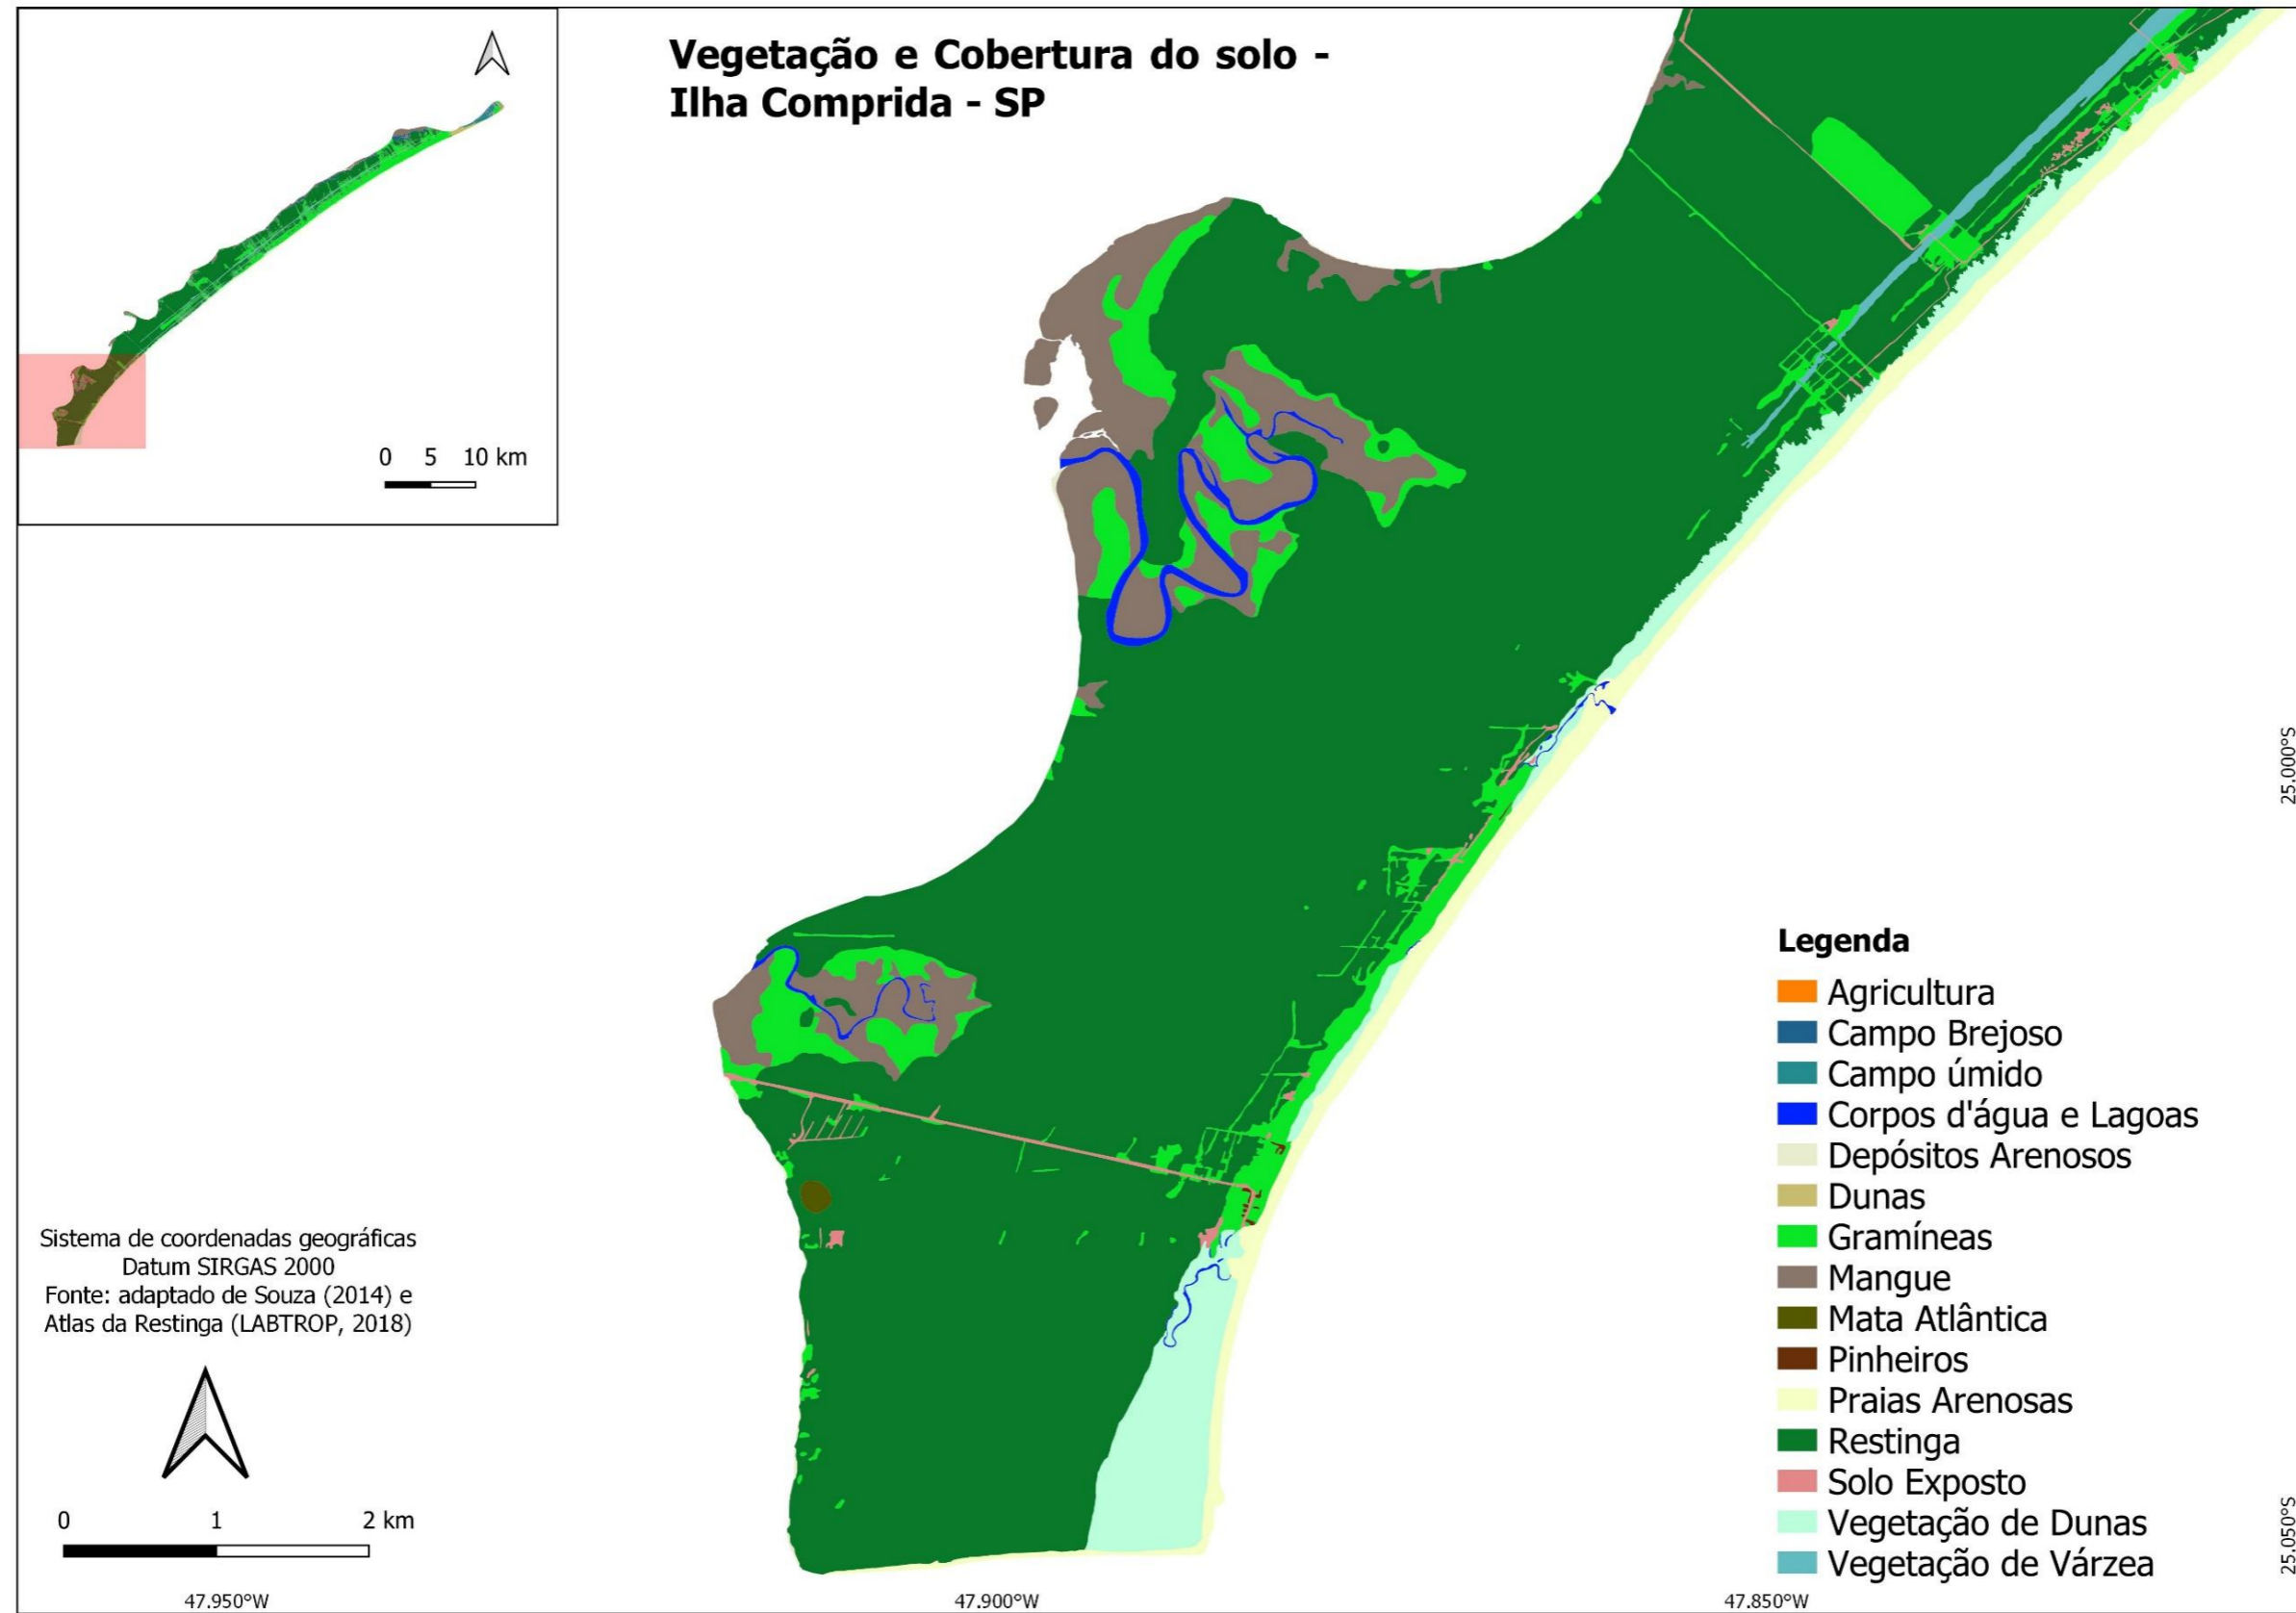 Vegetação e Cobertura do solo -
Ilha Comprida - SP
0 5 10 km
25.000°S
Legenda
Agricultura
Campo Brejoso
Campo úmido
Corpos d'água e Lagoas
Depósitos Arenosos
Dunas
Gramíneas
Mangue
Mata Atlântica
Pinheiros
Praias Arenosas
Restinga
Solo Exposto
Vegetação de Dunas
Vegetação de Várzea
Sistema de coordenadas geográficas
Datum SIRGAS 2000
Fonte: adaptado de Souza (2014) e
Atlas da Restinga (LABTROP, 2018)
0 1 2 km
25.050°S
47.950°W 47.900°W 47.850°W